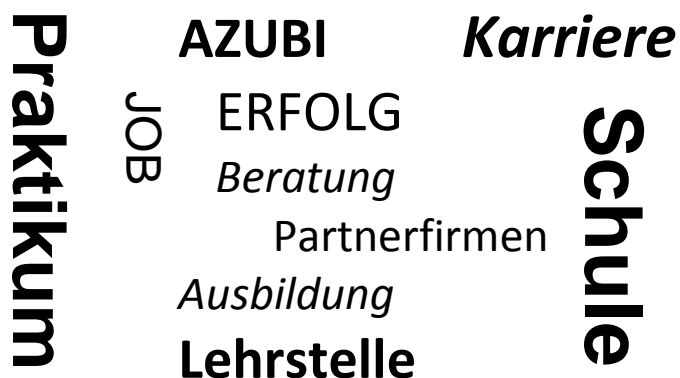 Praktikum
AZUBI
Karriere
JOB
ERFOLG
Beratung
Schule
Partnerfirmen
Ausbildung
Lehrstelle